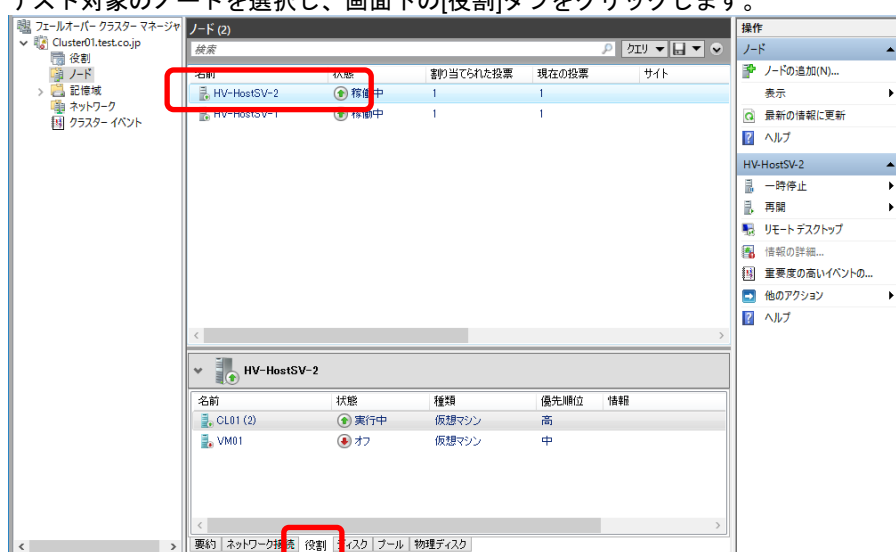 テスト対象のノードを選択し、画面下の[役割]タブをクリックします。
フェールオーバー クラスター マネージャ
Cluster01.test.co.jp
役割
ノード
記憶域
ネットワーク
クラスター イベント
ノード (2)
検索
クエリ
名前 状態 割り当てられた投票 現在の投票 サイト
HV-HostSV-2 稼働中 1 1
HV-HostSV-1 稼働中 1 1
HV-HostSV-2
名前 状態 種類 優先順位 情報
CL01 (2) 実行中 仮想マシン 高
VM01 オフ 仮想マシン 中
要約 ネットワーク接続 役割 ディスク プール 物理ディスク
操作
ノード
ノードの追加(N)...
表示
最新の情報に更新
ヘルプ
HV-HostSV-2
一時停止
再開
リモート デスクトップ
情報の詳細...
重要度の高いイベントの...
他のアクション
ヘルプ